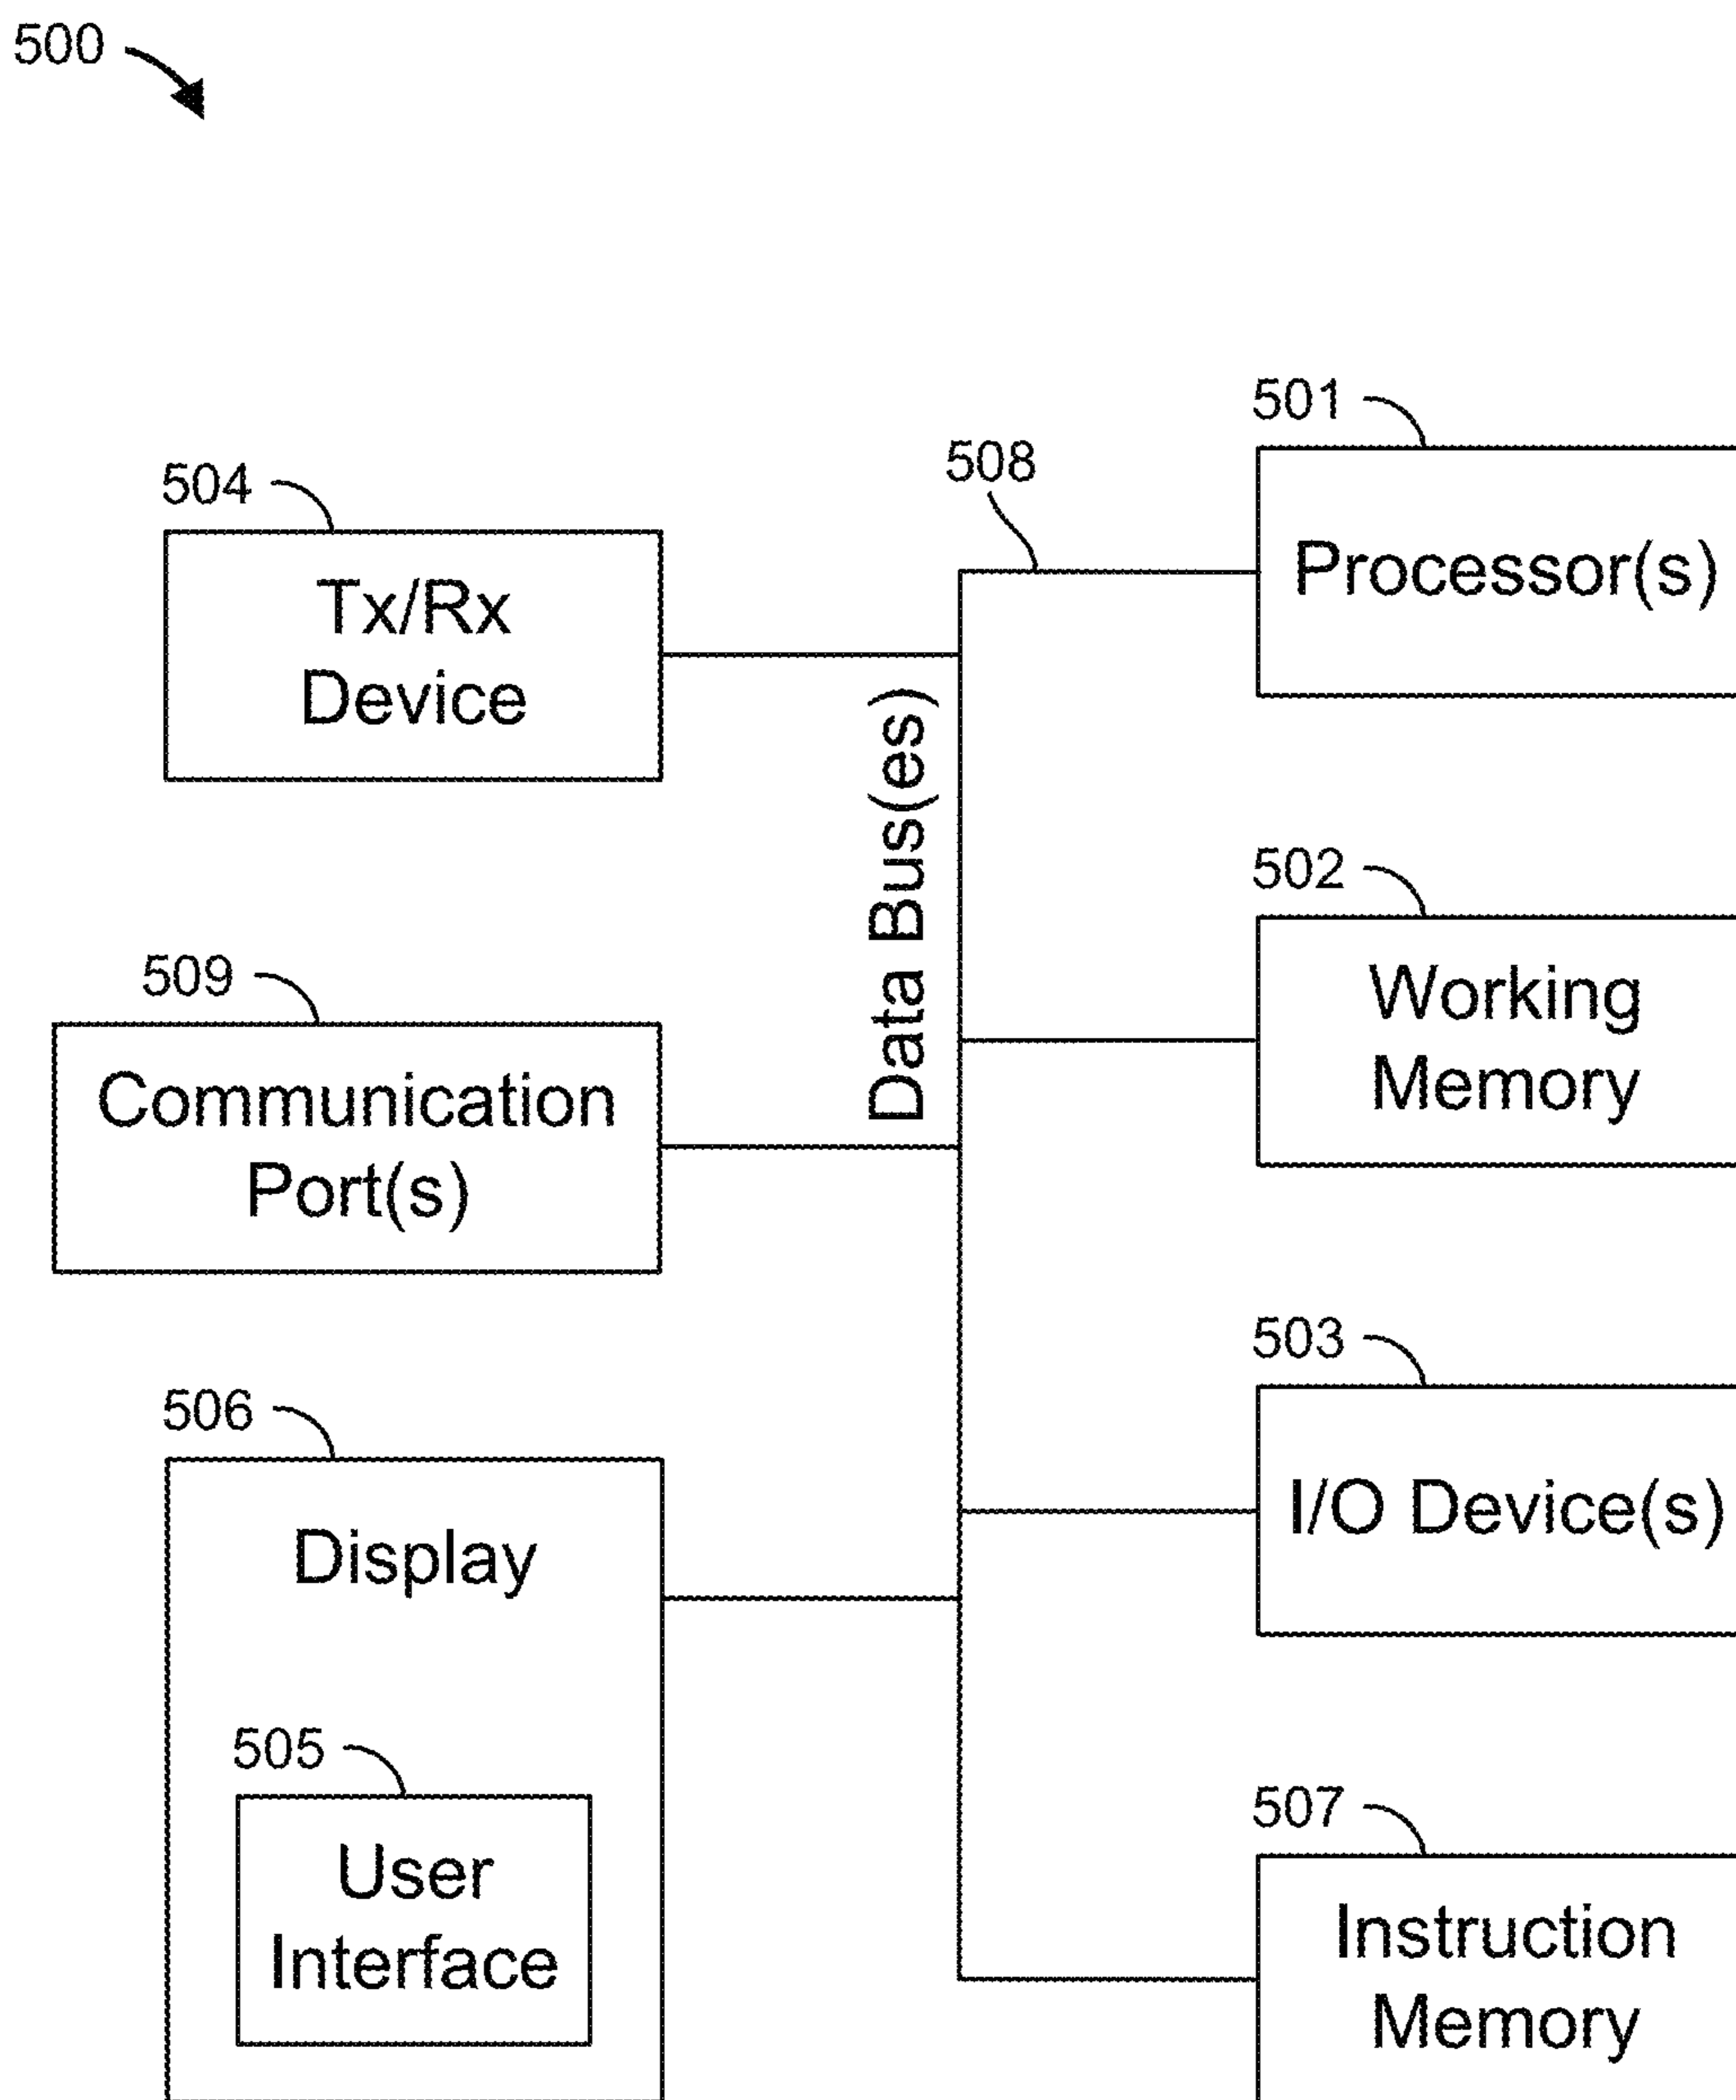 500
501
Processor(s)
508
504
Tx/Rx
Device
Data Bus(es)
502
Working
Memory
509
Communication
Port(s)
503
I/O Device(s)
506
Display
505
User
Interface
507
Instruction
Memory